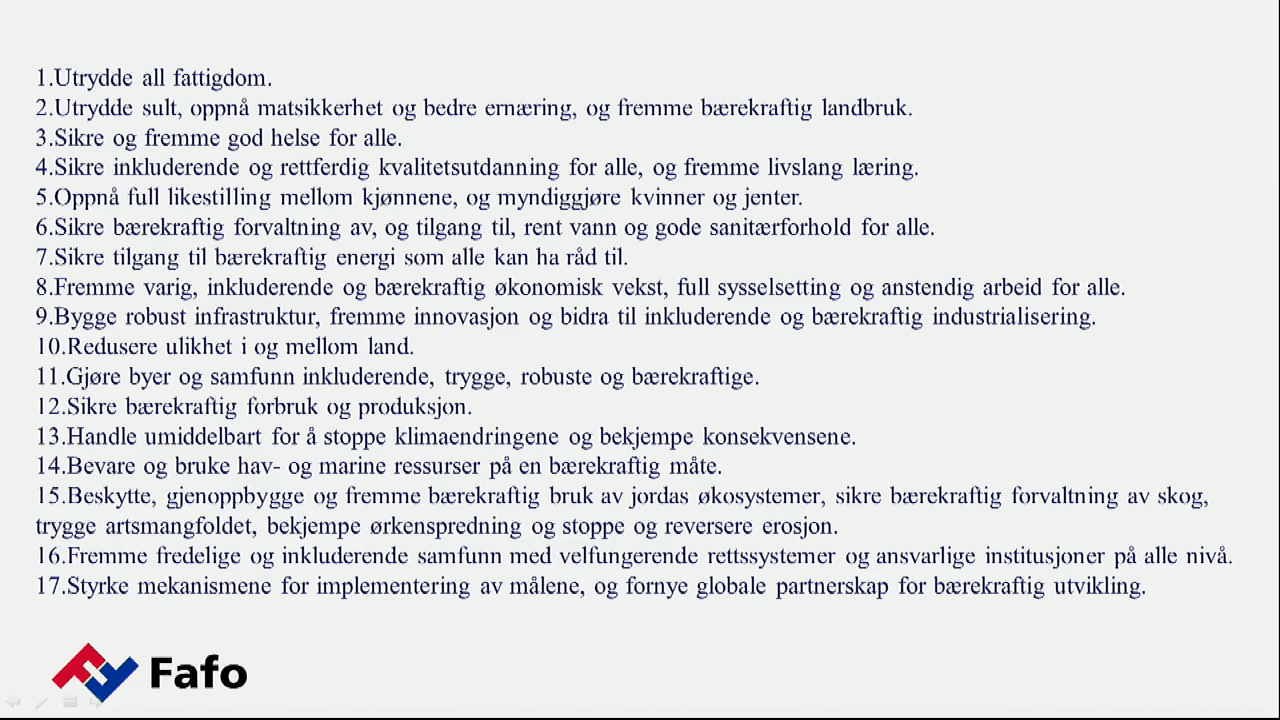 1.Utrydde all fattigdom.
2.Utrydde sult, oppnå matsikkerhet og bedre ernæring, og fremme bærekraftig landbruk.
3.Sikre og fremme god helse for alle.
4.Sikre inkluderende og rettferdig kvalitetsutdanning for alle, og fremme livslang læring.
5.Oppnå full likestilling mellom kjønnene, og myndiggjøre kvinner og jenter.
6.Sikre bærekraftig forvaltning av, og tilgang til, rent vann og gode sanitærforhold for alle.
7.Sikre tilgang til bærekraftig energi som alle kan ha råd til.
8.Fremme varig, inkluderende og bærekraftig økonomisk vekst, full sysselsetting og anstendig arbeid for alle.
9.Bygge robust infrastruktur, fremme innovasjon og bidra til inkluderende og bærekraftig industrialisering.
10.Redusere ulikhet i og mellom land.
11.Gjøre byer og samfunn inkluderende, trygge, robuste og bærekraftige.
12.Sikre bærekraftig forbruk og produksjon.
13.Handle umiddelbart for å stoppe klimaendringene og bekjempe konsekvensene.
14.Bevare og bruke hav- og marine ressurser på en bærekraftig måte.
15.Beskytte, gjenoppbygge og fremme bærekraftig bruk av jordas økosystemer, sikre bærekraftig forvaltning av skog,
trygge artsmangfoldet, bekjempe ørkenspredning og stoppe og reversere erosjon.
16.Fremme fredelige og inkluderende samfunn med velfungerende rettssystemer og ansvarlige institusjoner på alle nivå.
17.Styrke mekanismene for implementering av målene, og fornye globale partnerskap for bærekraftig utvikling.
Fafo